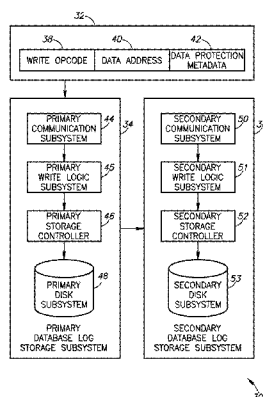 32
38
40
42
WRITE OPCODE
DATA ADDRESS
DATA PROTECTION
METADATA
PRIMARY
COMMUNICATION
SUBSYSTEM
44
34
PRIMARY
WRITE LOGIC
SUBSYSTEM
45
PRIMARY
STORAGE
CONTROLLER
46
PRIMARY
DISK
SUBSYSTEM
48
PRIMARY
DATABASE LOG
STORAGE SUBSYSTEM
SECONDARY
COMMUNICATION
SUBSYSTEM
50
SECONDARY
WRITE LOGIC
SUBSYSTEM
51
SECONDARY
STORAGE
CONTROLLER
52
SECONDARY
DISK
SUBSYSTEM
53
SECONDARY
DATABASE LOG
STORAGE SUBSYSTEM